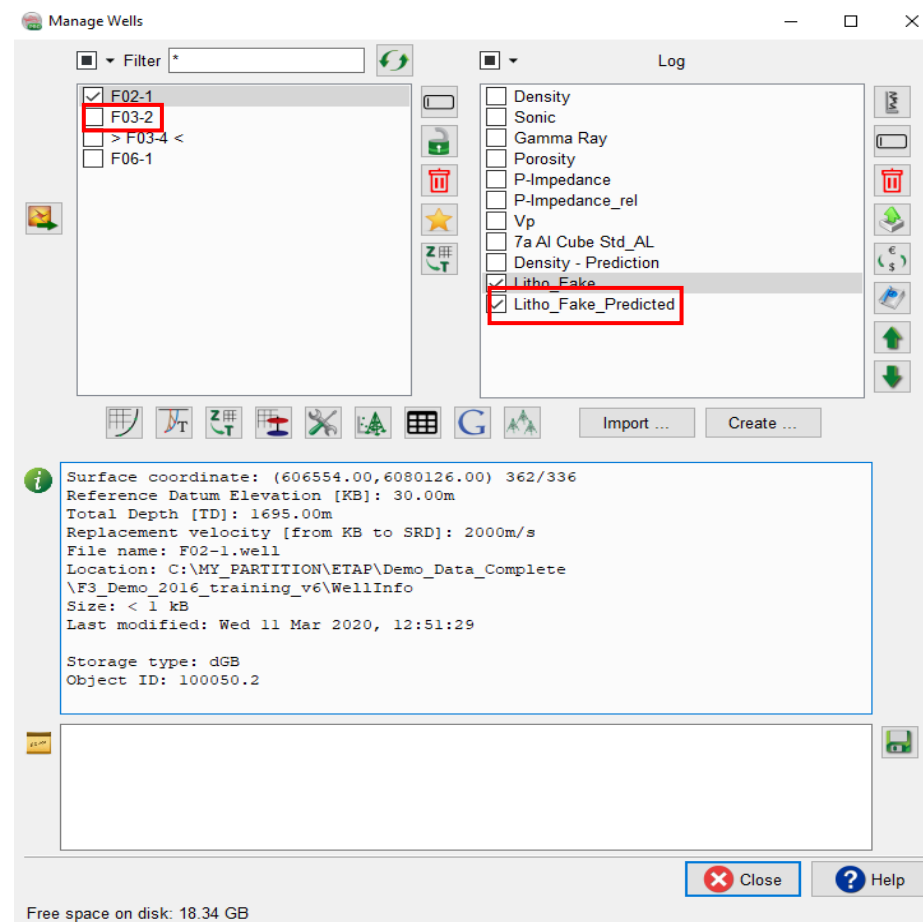 Manage Wells
Filter *
Log
F02-1
F03-2
> F03-4 <
F06-1
Density
Sonic
Gamma Ray
Porosity
P-Impedance
P-Impedance_rel
Vp
7a AI Cube Std_AL
Density - Prediction
Litho_Fake
Litho_Fake_Predicted
Import ...
Create ...
Surface coordinate: (606554.00,6080126.00) 362/336
Reference Datum Elevation [KB]: 30.00m
Total Depth [TD]: 1695.00m
Replacement velocity [from KB to SRD]: 2000m/s
File name: F02-1.well
Location: C:\MY_PARTITION\ETAP\Demo_Data_Complete
\F3_Demo_2016_training_v6\WellInfo
Size: < 1 kB
Last modified: Wed 11 Mar 2020, 12:51:29
Storage type: dGB
Object ID: 100050.2
Close
Help
Free space on disk: 18.34 GB